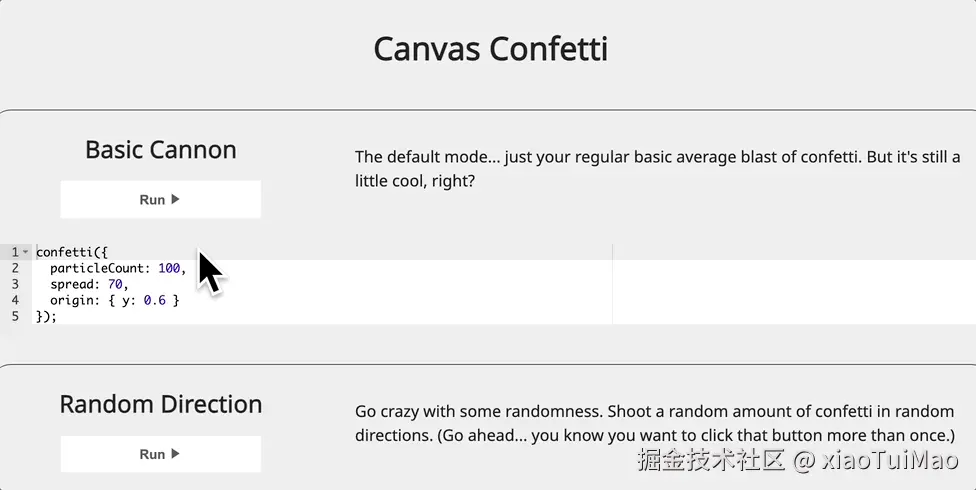 Canvas Confetti
Basic Cannon
Run
The default mode... just your regular basic average blast of confetti. But it's still a
little cool, right?
1 confetti({
2 particleCount: 100,
3 spread: 70,
4 origin: { y: 0.6 }
5 });
Random Direction
Run
Go crazy with some randomness. Shoot a random amount of confetti in random
directions. (Go ahead... you know you want to click that button more than once.)
掘金技术社区 @ xiaoTuiMao